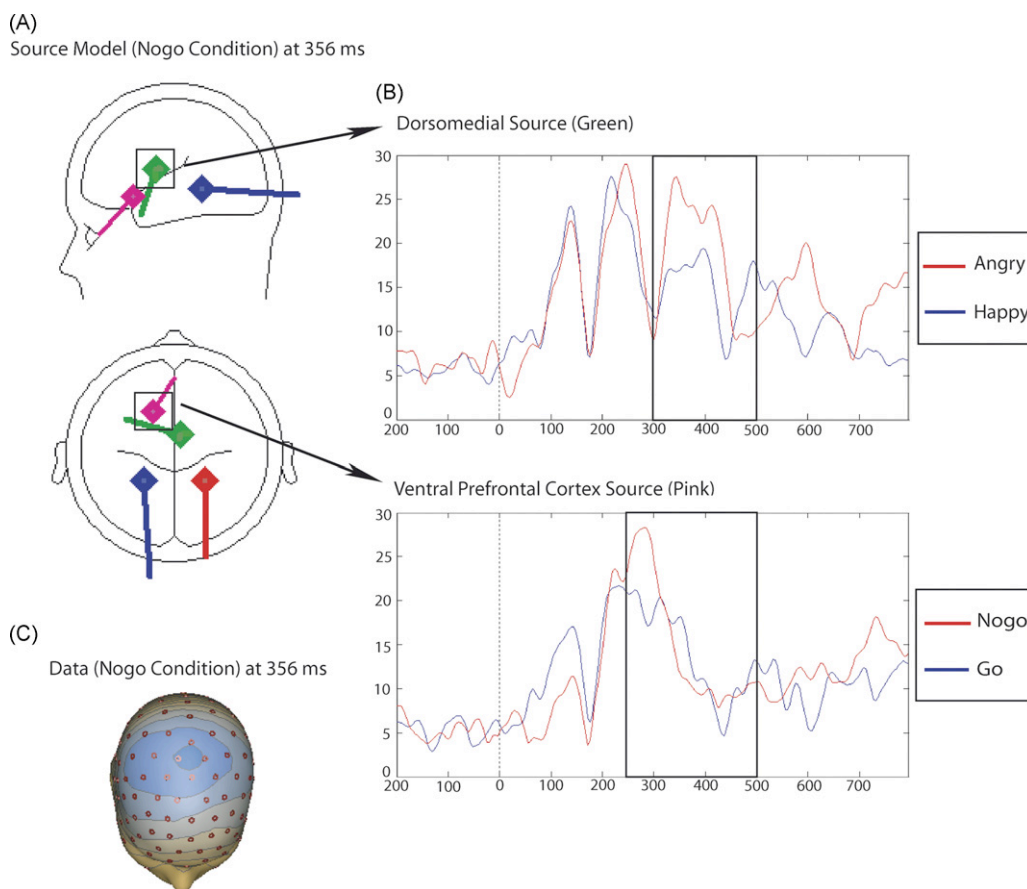 (A)
Source Model (Nogo Condition) at 356 ms
(B)
Dorsomedial Source (Green)
30
25
20
15
10
5
0
200 100 0 100 200 300 400 500 600 700
Angry
Happy
Ventral Prefrontal Cortex Source (Pink)
30
25
20
15
10
5
0
200 100 0 100 200 300 400 500 600 700
Nogo
Go
(C)
Data (Nogo Condition) at 356 ms